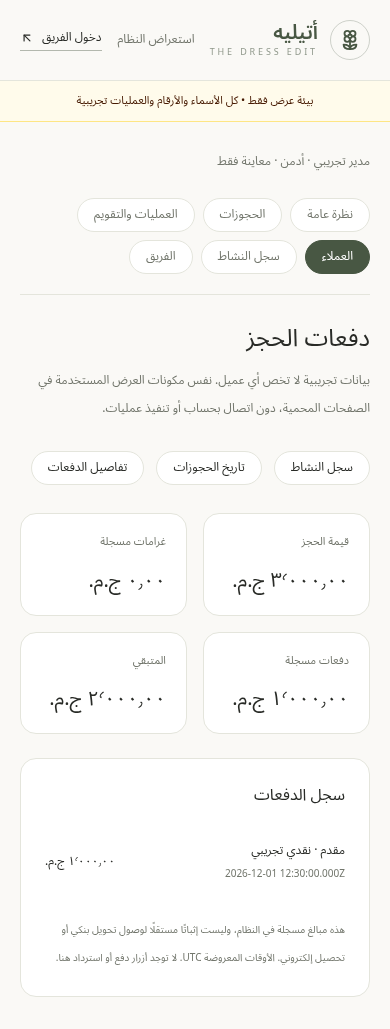 أتيليه
THE DRESS EDIT
استعراض النظام
دخول الفريق
بيئة عرض فقط • كل الأسماء والأرقام والعمليات تجريبية
مدير تجريبي · أدمن · معاينة فقط
نظرة عامة
الحجوزات
العمليات والتقويم
العملاء
سجل النشاط
الفريق
دفعات الحجز
بيانات تجريبية لا تخص أي عميل. نفس مكونات العرض المستخدمة في
الصفحات المحمية، دون اتصال بحساب أو تنفيذ عمليات.
سجل النشاط
تاريخ الحجوزات
تفاصيل الدفعات
قيمة الحجز
٣٬٠٠٠٫٠٠ ج.م.
غرامات مسجلة
٠٫٠٠ ج.م.
دفعات مسجلة
١٬٠٠٠٫٠٠ ج.م.
المتبقي
٢٬٠٠٠٫٠٠ ج.م.
سجل الدفعات
مقدم · نقدي تجريبي
١٬٠٠٠٫٠٠ ج.م.
2026-12-01 12:30:00.000Z
هذه مبالغ مسجلة في النظام، وليست إثباتًا مستقلًا لوصول تحويل بنكي أو
تحصيل إلكتروني. الأوقات المعروضة UTC. لا توجد أزرار دفع أو استرداد هنا.